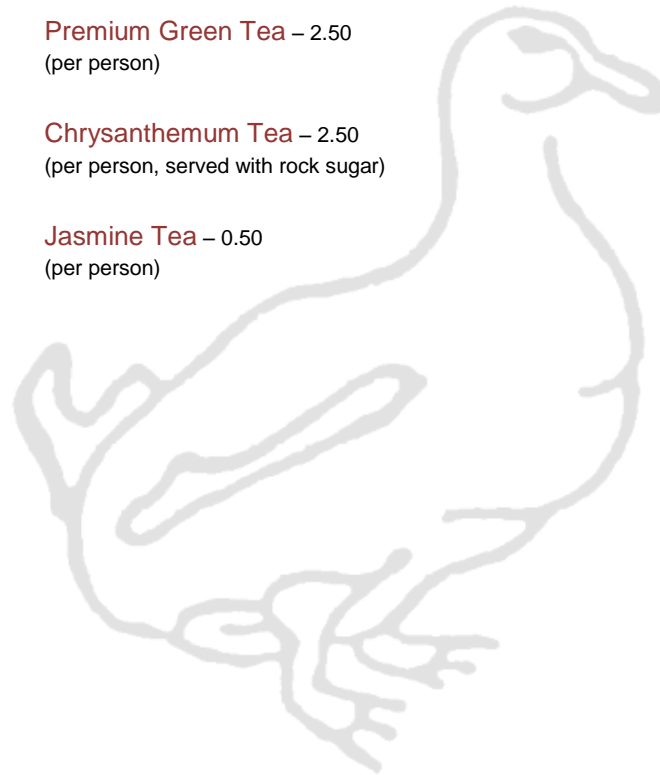 Premium Green Tea – 2.50
(per person)
Chrysanthemum Tea – 2.50
(per person, served with rock sugar)
Jasmine Tea – 0.50
(per person)